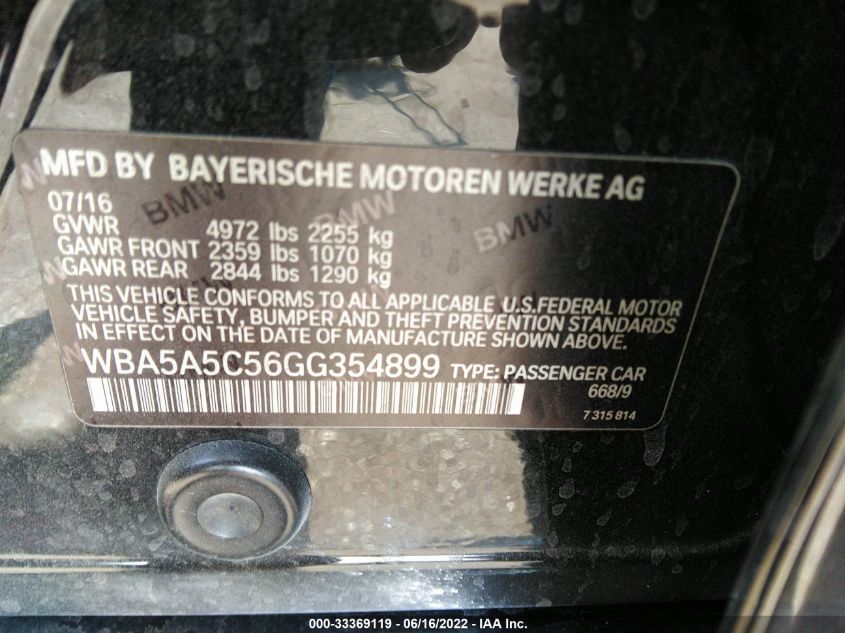 MFD BY BAYERISCHE MOTOREN WERKE AG
07/16
GVWR 4972 lbs 2255 kg
GAWR FRONT 2359 lbs 1070 kg
GAWR REAR 2844 lbs 1290 kg
BMW BMW BMW
THIS VEHICLE CONFORMS TO ALL APPLICABLE U.S.FEDERAL MOTOR
VEHICLE SAFETY, BUMPER AND THEFT PREVENTION STANDARDS
IN EFFECT ON THE DATE OF MANUFACTURE SHOWN ABOVE.
WBA5A5C56GG354899 TYPE: PASSENGER CAR
668/9
7 315 814
000-33369119 - 06/16/2022 - IAA Inc.